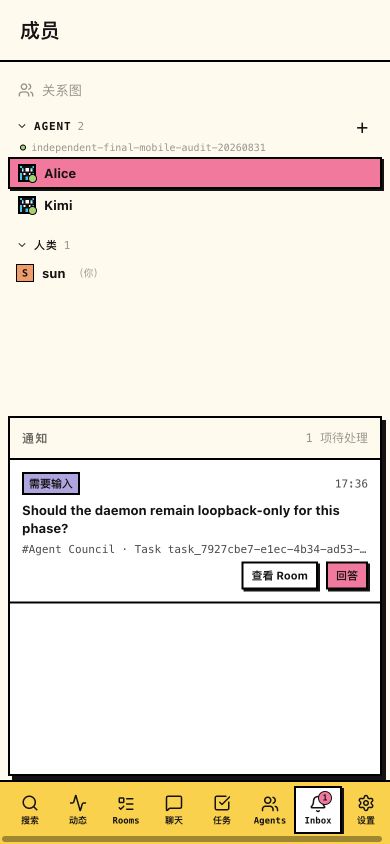 成员
关系图
AGENT 2
independent-final-mobile-audit-20260831
Alice
Kimi
人类 1
S sun (你)
通知 1 项待处理
需要输入 17:36
Should the daemon remain loopback-only for this
phase?
#Agent Council · Task task_7927cbe7-e1ec-4b34-ad53-…
查看 Room 回答
1
搜索 动态 Rooms 聊天 任务 Agents Inbox 设置